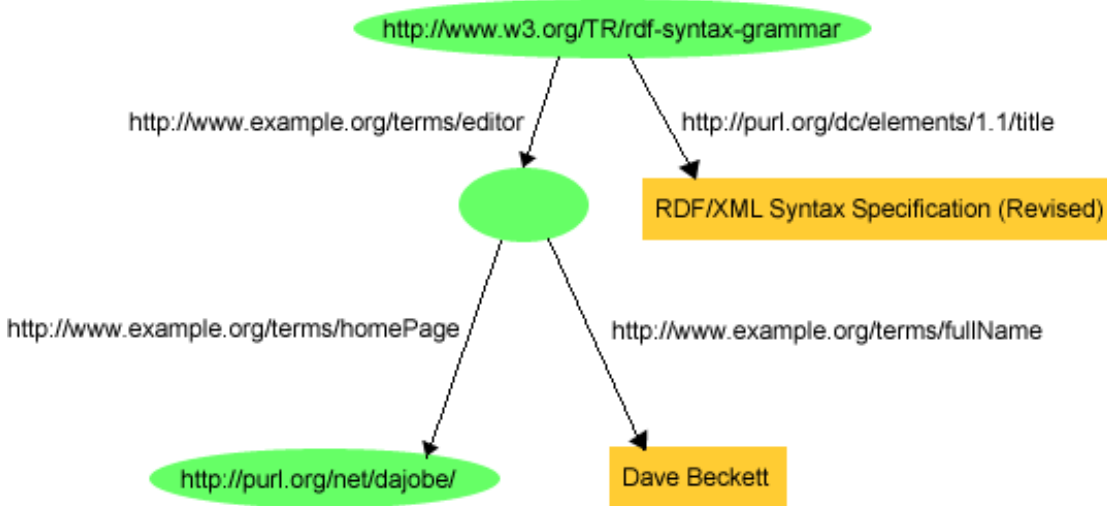 http://www.w3.org/TR/rdf-syntax-grammar
http://www.example.org/terms/editor
http://purl.org/dc/elements/1.1/title
RDF/XML Syntax Specification (Revised)
http://www.example.org/terms/homePage
http://www.example.org/terms/fullName
http://purl.org/net/dajobe/
Dave Beckett